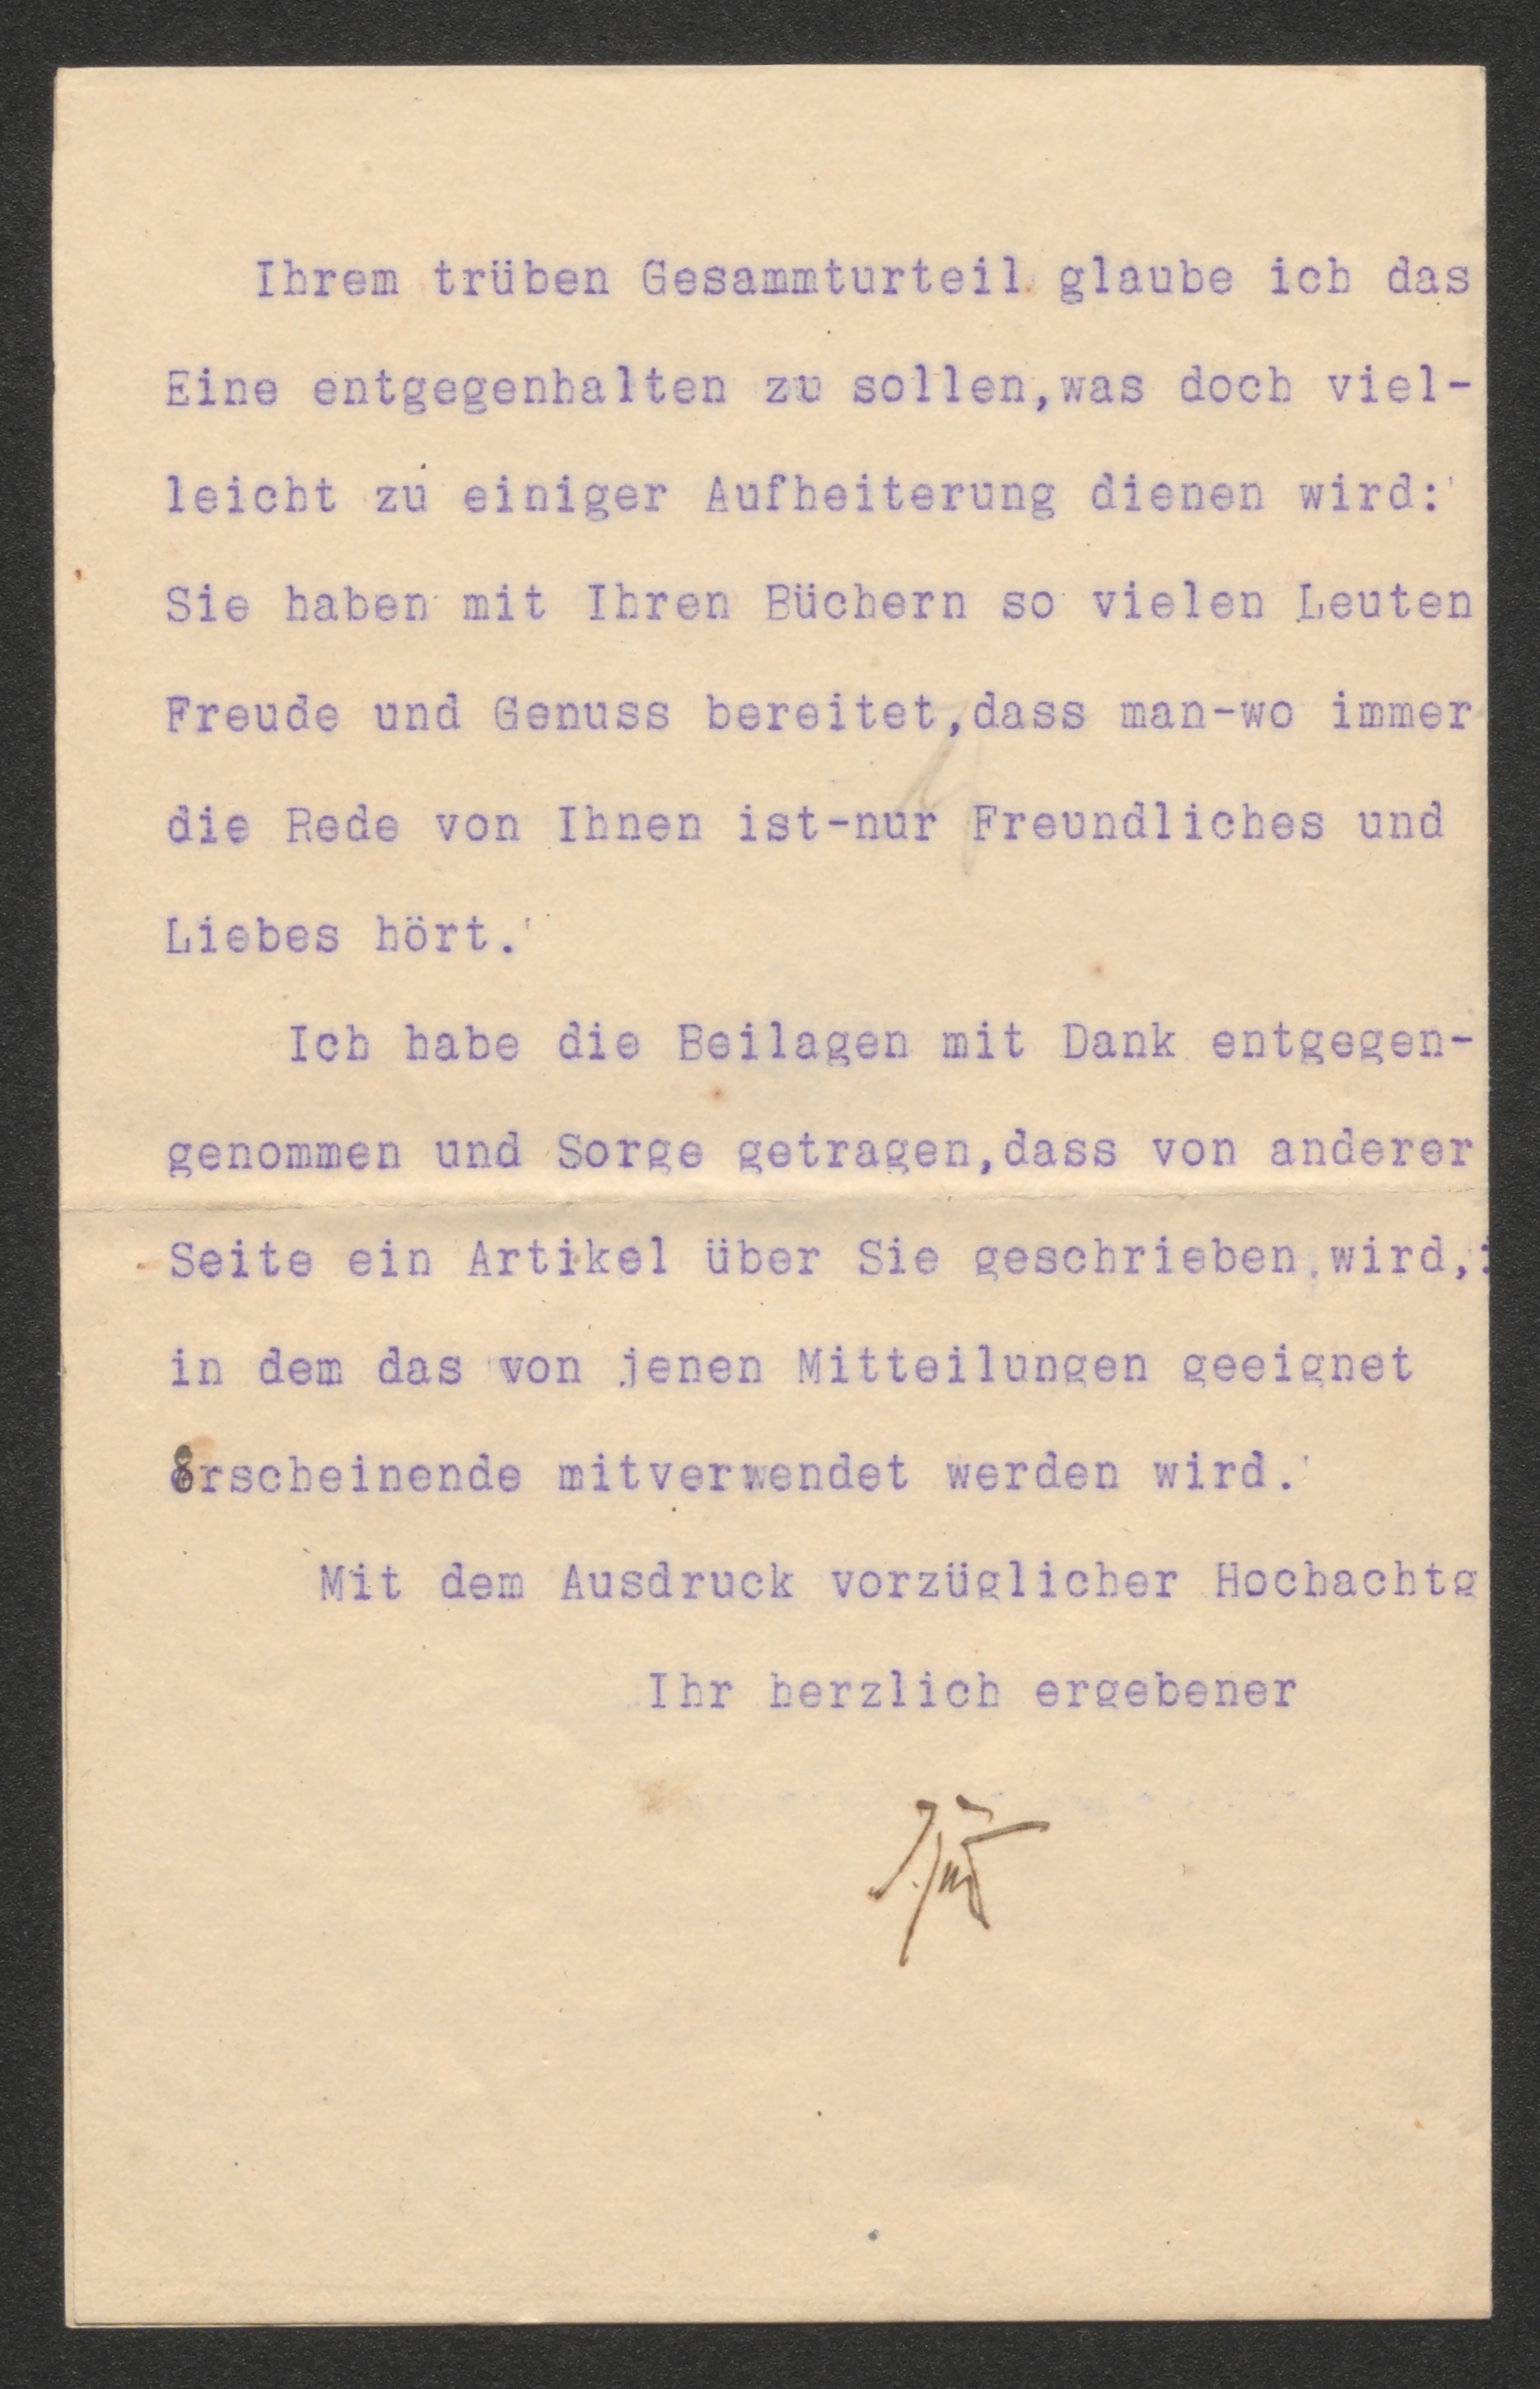 Ihrem trüben Gesammturteil glaube ich das
Eine entgegenhalten zu sollen,was doch viel-
leicht zu einiger Aufheiterung dienen wird:
Sie haben mit Ihren Büchern so vielen Leuten
Freude und Genuss bereitet,dass man-wo immer
die Rede von Ihnen ist-nur Freundliches und
Liebes hört.
Ich habe die Beilagen mit Dank entgegen-
genommen und Sorge getragen,dass von anderer
Seite ein Artikel über Sie geschrieben wird,
in dem das von jenen Mitteilungen geeignet
erscheinende mitverwendet werden wird.
Mit dem Ausdruck vorzüglicher Hochachtg
Ihr herzlich ergebener